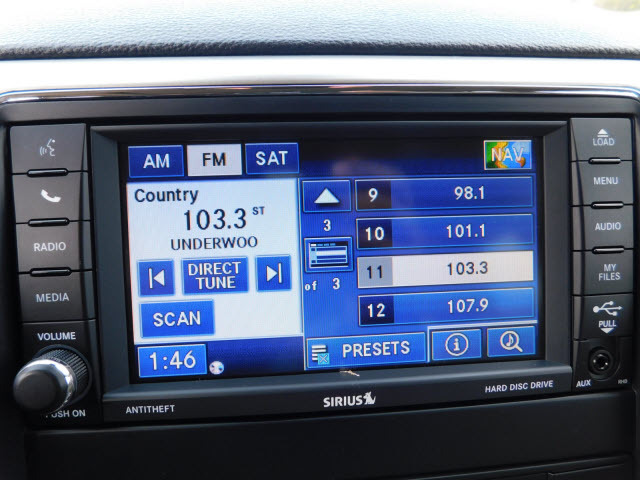 LOAD
AM FM SAT NAV
MENU
Country
103.3 ST
UNDERWOO
3
of 3
9 98.1
10 101.1
11 103.3
12 107.9
RADIO
AUDIO
DIRECT
TUNE
MY
FILES
MEDIA
SCAN
PULL
VOLUME
1:46
PRESETS
PUSH ON
ANTITHEFT
SIRIUS
HARD DISC DRIVE
AUX